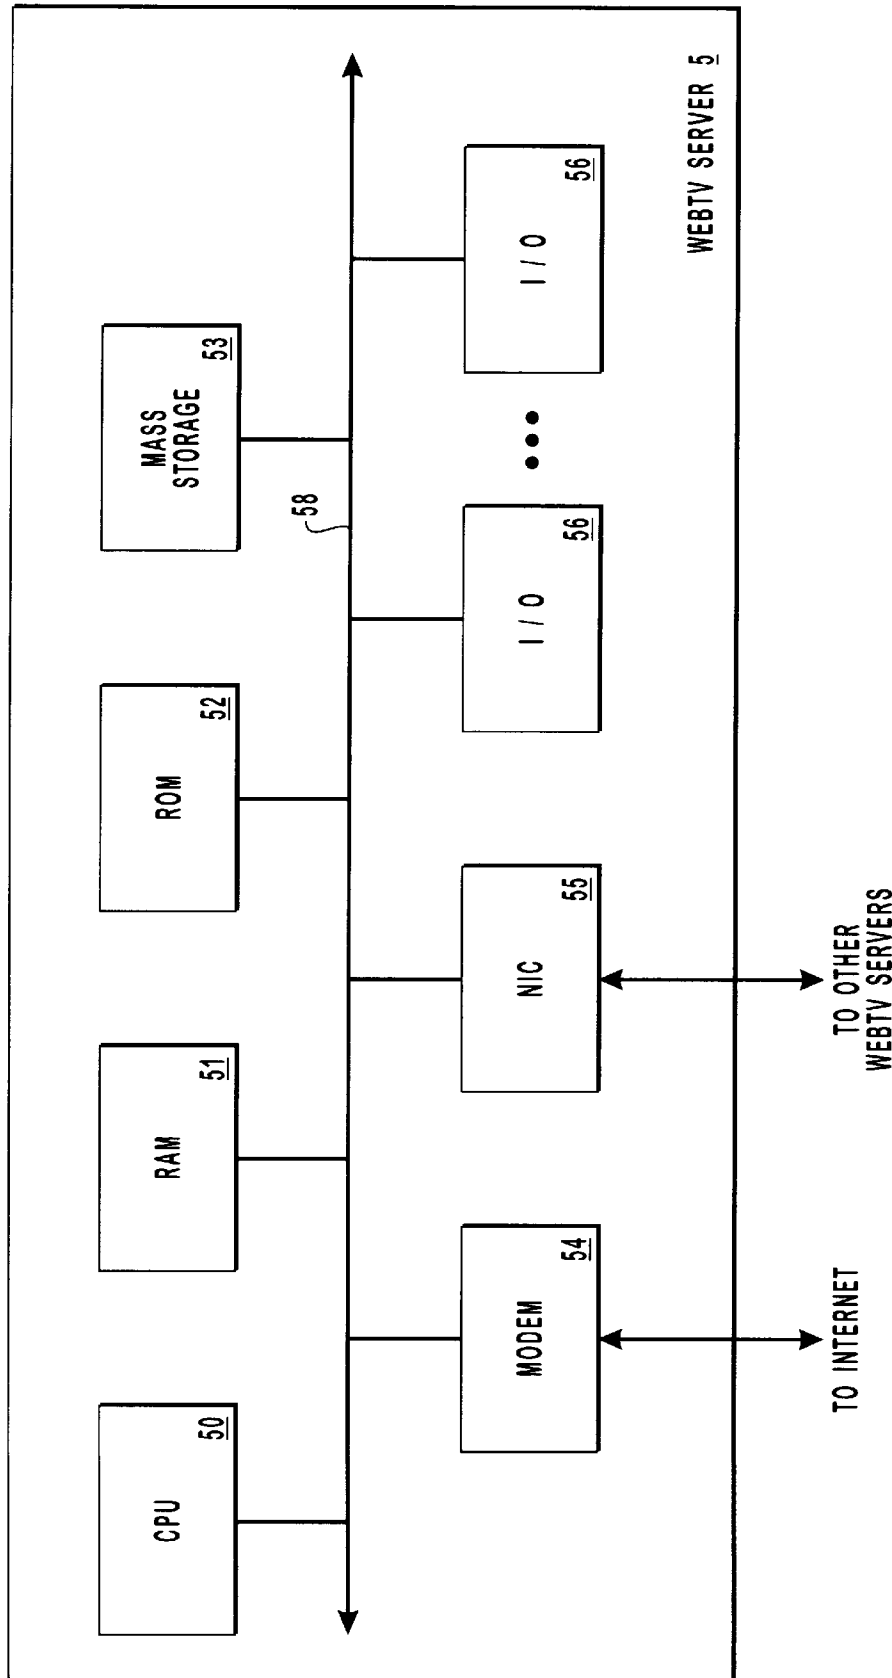 CPU
50
RAM
51
ROM
52
MASS
STORAGE
53
58
MODEM
54
NIC
55
I / O
56
I / O
56
WEBTV SERVER 5
TO INTERNET
TO OTHER
WEBTV SERVERS